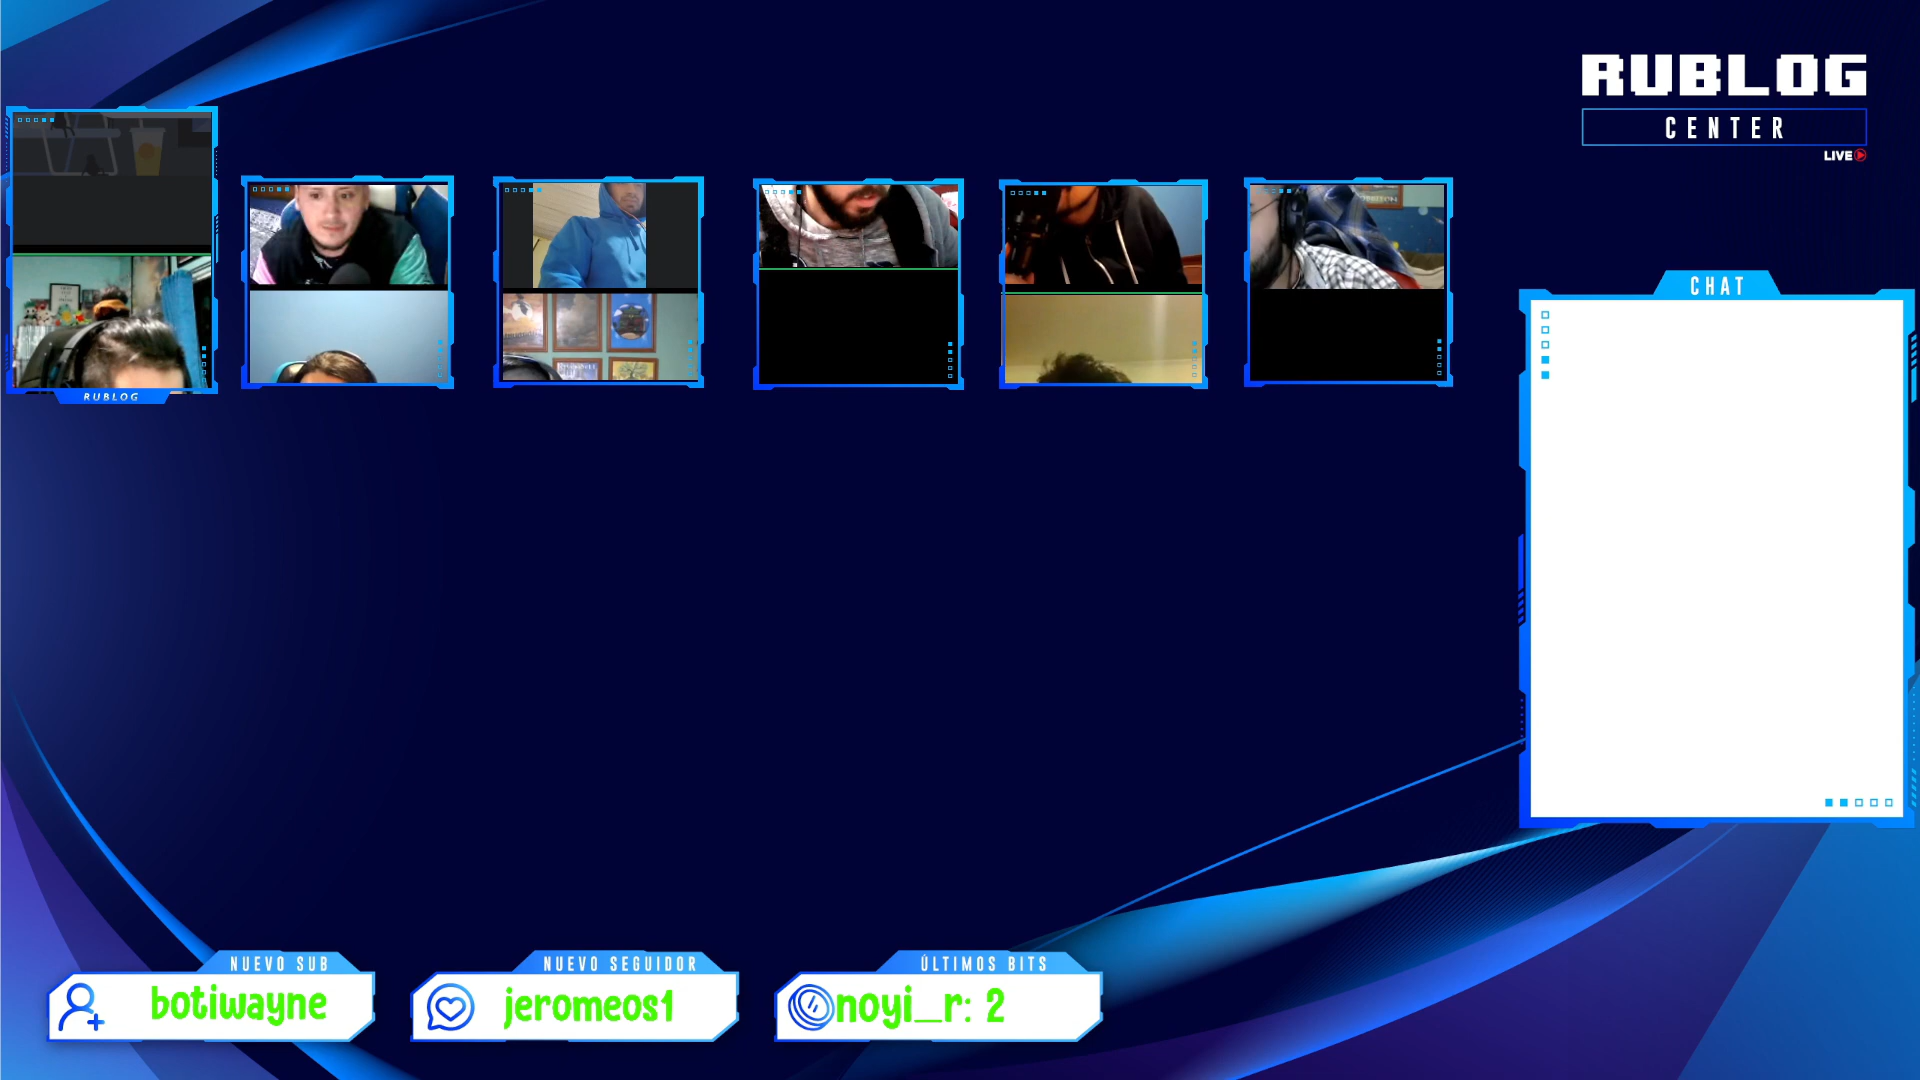 RUBLOG
CENTER
LIVE
RUBLOG
CHAT
NUEVO SUB
botiwayne
NUEVO SEGUIDOR
jeromeos1
ÚLTIMOS BITS
noyi_r: 2